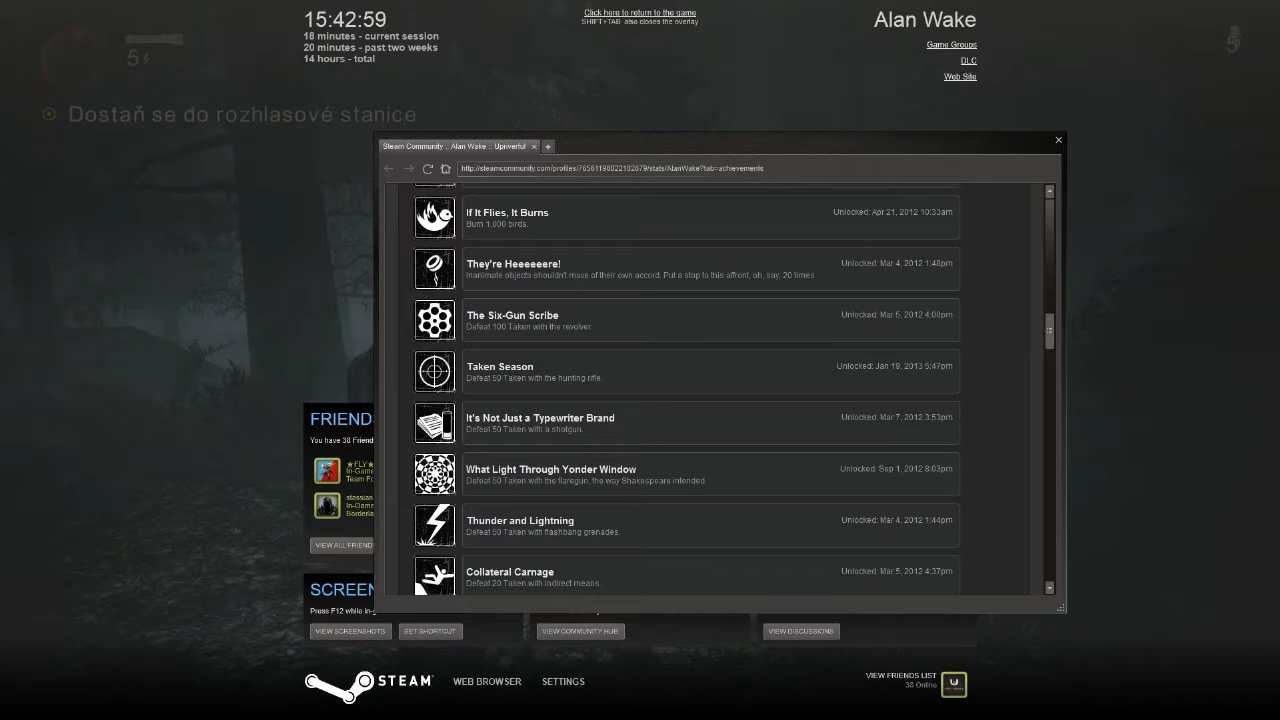 15:42:59
18 minutes - current session
20 minutes - past two weeks
14 hours - total
Click here to return to the game
SHIFT+TAB also closes the overlay
Alan Wake
Game Groups
DLC
Web Site
5
Dostaň se do rozhlasové stanice
Steam Community :: Alan Wake :: Upriverful
http://steamcommunity.com/profiles/76561198022102679/stats/AlanWake?tab=achievements
If It Flies, It Burns
Unlocked: Apr 21, 2012 10:33am
Burn 1,000 birds.
They're Heeeeeere!
Unlocked: Mar 4, 2012 1:48pm
Inanimate objects shouldn't move of their own accord. Put a stop to this affront, oh, say, 20 times.
The Six-Gun Scribe
Unlocked: Mar 5, 2012 4:00pm
Defeat 100 Taken with the revolver.
Taken Season
Unlocked: Jan 19, 2013 5:47pm
Defeat 50 Taken with the hunting rifle.
It's Not Just a Typewriter Brand
Unlocked: Mar 7, 2012 3:53pm
Defeat 50 Taken with a shotgun.
What Light Through Yonder Window
Unlocked: Sep 1, 2012 8:03pm
Defeat 50 Taken with the flaregun, the way Shakespeare intended.
Thunder and Lightning
Unlocked: Mar 4, 2012 1:44pm
Defeat 50 Taken with flashbang grenades.
Collateral Carnage
Unlocked: Mar 5, 2012 4:37pm
Defeat 20 Taken with indirect means.
FRIEND
You have 38 Friend
★FLY★
In-Game
Team Fo
stassian
In-Game
Borderla
VIEW ALL FRIEND
SCREEN
Press F12 while in-g
VIEW SCREENSHOTS
SET SHORTCUT
VIEW COMMUNITY HUB
VIEW DISCUSSIONS
STEAM
WEB BROWSER
SETTINGS
VIEW FRIENDS LIST
38 Online